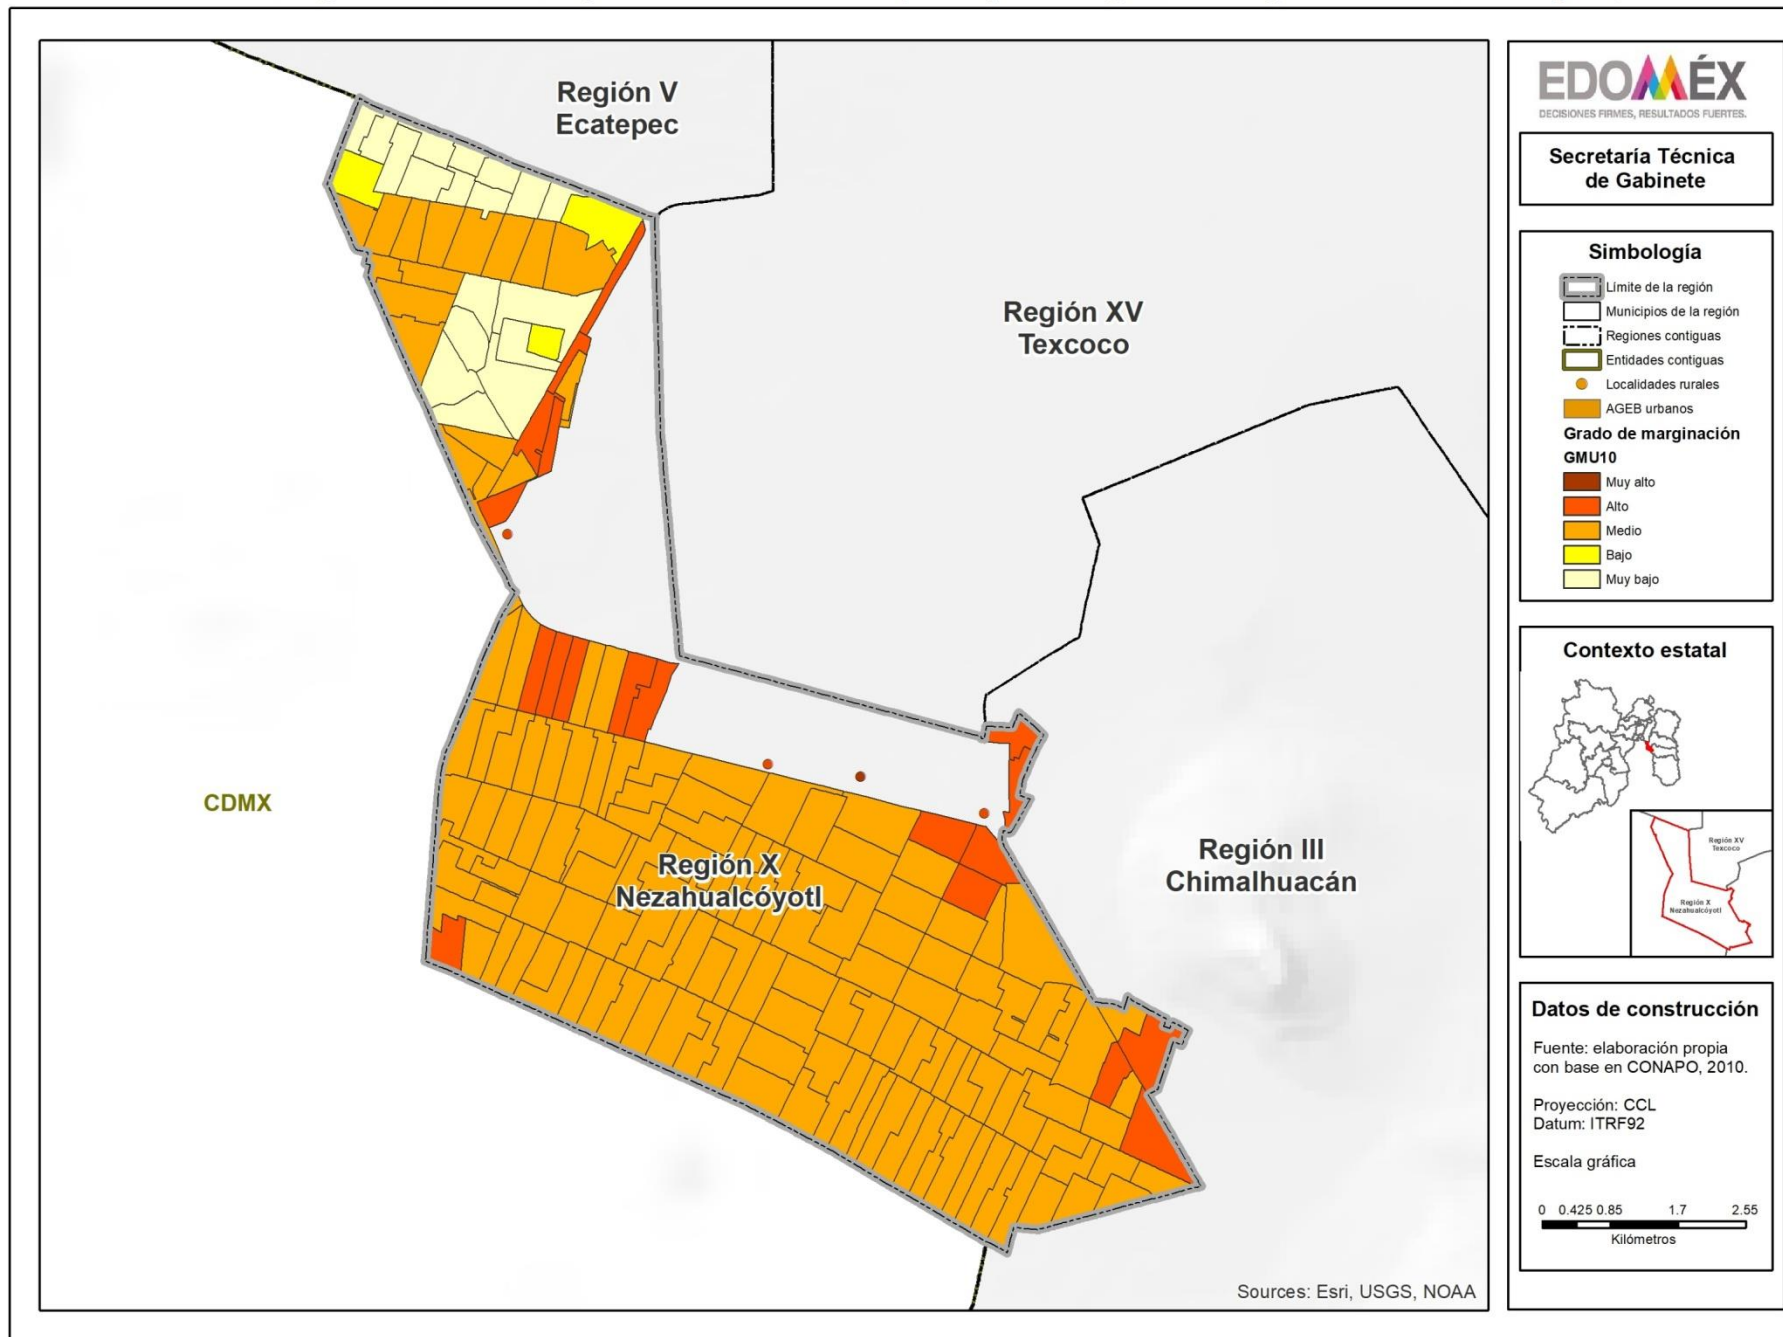 Región V
Ecatepec
Región XV
Texcoco
CDMX
Región X
Nezahualcóyotl
Región III
Chimalhuacán
Sources: Esri, USGS, NOAA
EDOMÉX
DECISIONES FIRMES, RESULTADOS FUERTES.
Secretaría Técnica
de Gabinete
Simbología
Límite de la región
Municipios de la región
Regiones contiguas
Entidades contiguas
Localidades rurales
AGEB urbanos
Grado de marginación
GMU10
Muy alto
Alto
Medio
Bajo
Muy bajo
Contexto estatal
Región XV
Texcoco
Región X
Nezahualcóyotl
Datos de construcción
Fuente: elaboración propia
con base en CONAPO, 2010.
Proyección: CCL
Datum: ITRF92
Escala gráfica
0 0.425 0.85 1.7 2.55
Kilómetros